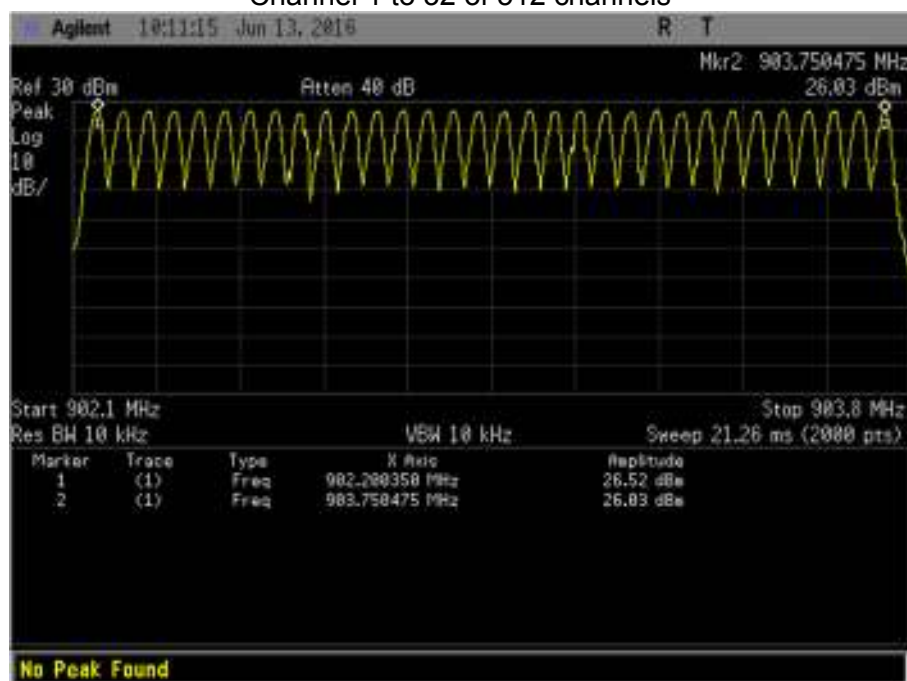 Channel 1 to 32 of 512 channels
Agilent 10:11:15 Jun 13, 2016 R T
Mkr2 903.750475 MHz
Ref 30 dBm Atten 40 dB 26.03 dBm
Peak
Log
10
dB/
Start 902.1 MHz Stop 903.8 MHz
Res BW 10 kHz VBW 10 kHz Sweep 21.26 ms (2000 pts)
Marker Trace Type X Axis Amplitude
1 (1) Freq 902.200350 MHz 26.52 dBm
2 (1) Freq 903.750475 MHz 26.03 dBm
No Peak Found